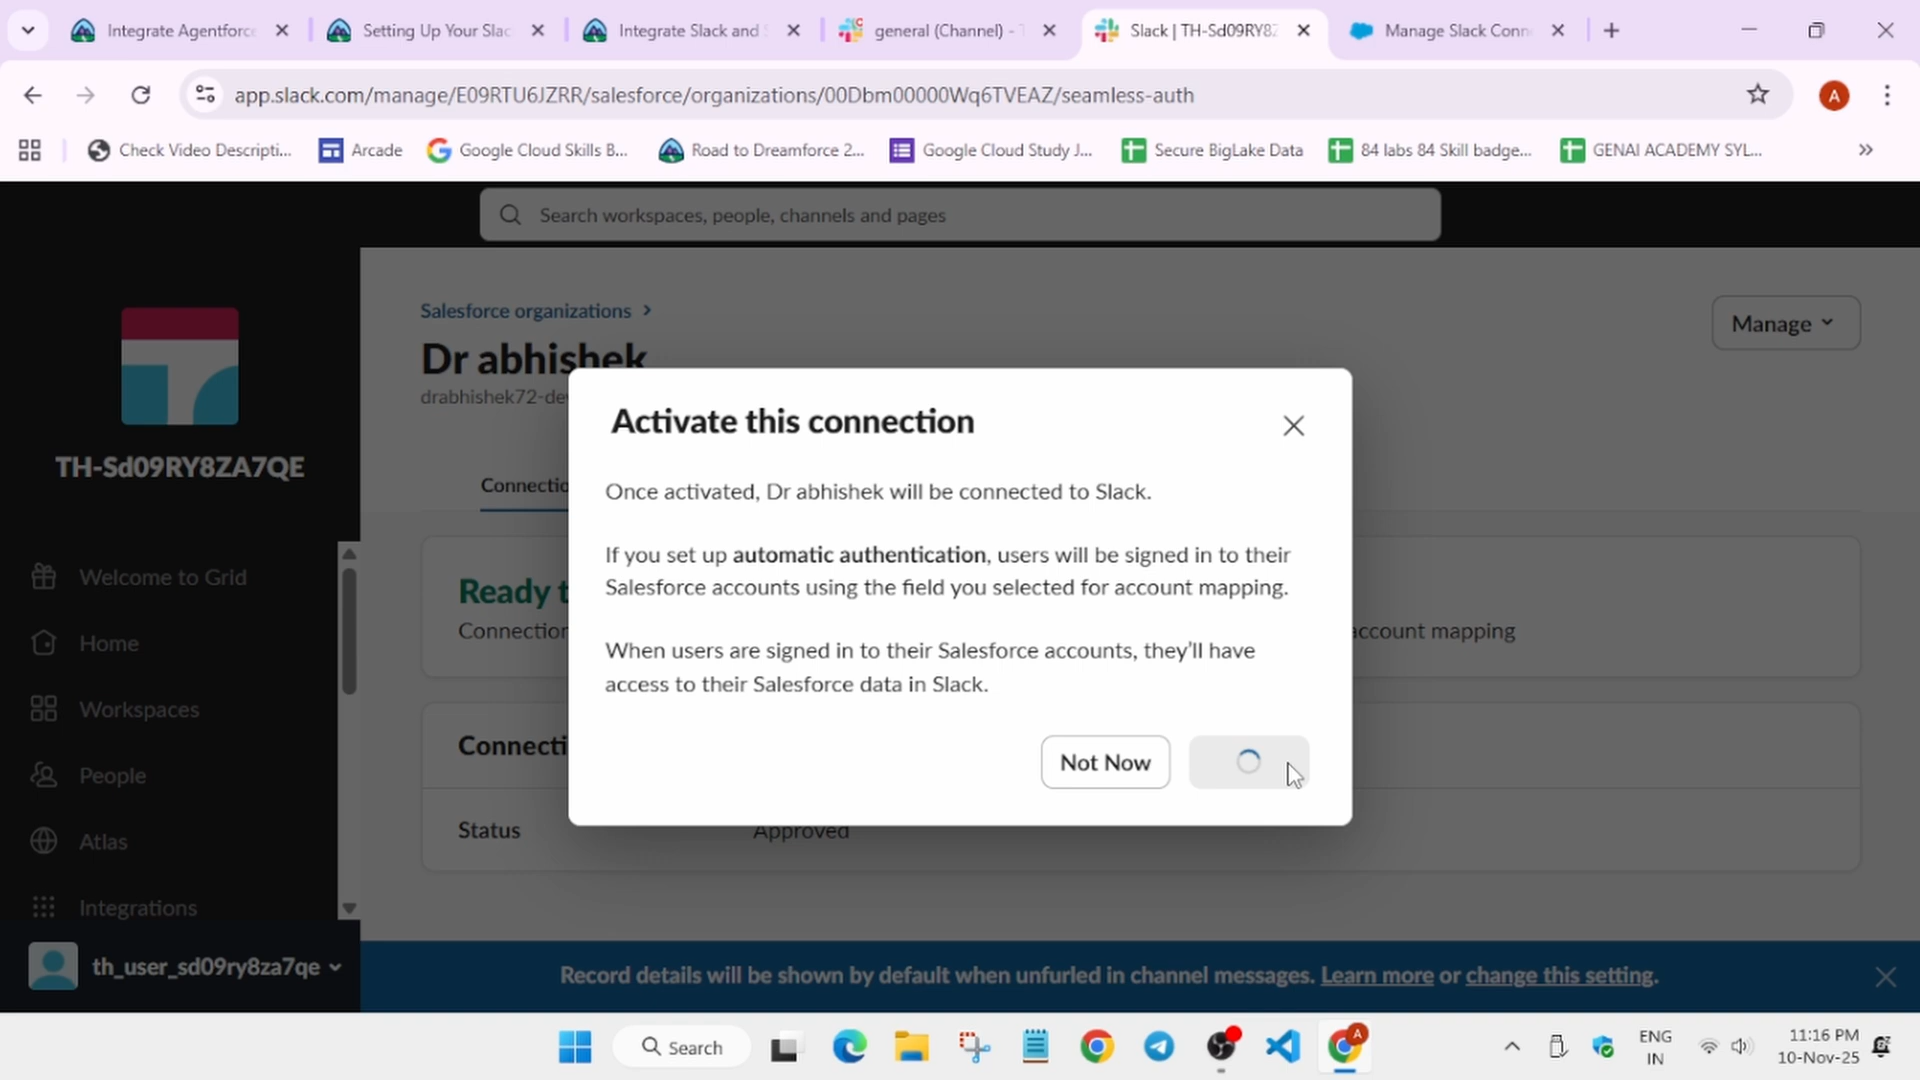 Integrate Agentforce
Setting Up Your Slac
Integrate Slack and S
general (Channel) - T
Slack | TH-Sd09RY8Z
Manage Slack Conn
app.slack.com/manage/E09RTU6JZRR/salesforce/organizations/00Dbm00000Wq6TVEAZ/seamless-auth
A
Check Video Descripti...
Arcade
Google Cloud Skills B...
Road to Dreamforce 2...
Google Cloud Study J...
Secure BigLake Data
84 labs 84 Skill badge...
GENAI ACADEMY SYL...
Search workspaces, people, channels and pages
TH-Sd09RY8ZA7QE
Welcome to Grid
Home
Workspaces
People
Atlas
Integrations
th_user_sd09ry8za7qe
Salesforce organizations
Manage
Dr abhishek
drabhishek72-de
Connectio
Ready t
Connection
account mapping
Connecti
Status
Approved
Activate this connection
Once activated, Dr abhishek will be connected to Slack.
If you set up automatic authentication, users will be signed in to their
Salesforce accounts using the field you selected for account mapping.
When users are signed in to their Salesforce accounts, they'll have
access to their Salesforce data in Slack.
Not Now
Record details will be shown by default when unfurled in channel messages. Learn more or change this setting.
Search
A
ENG
IN
11:16 PM
10-Nov-25